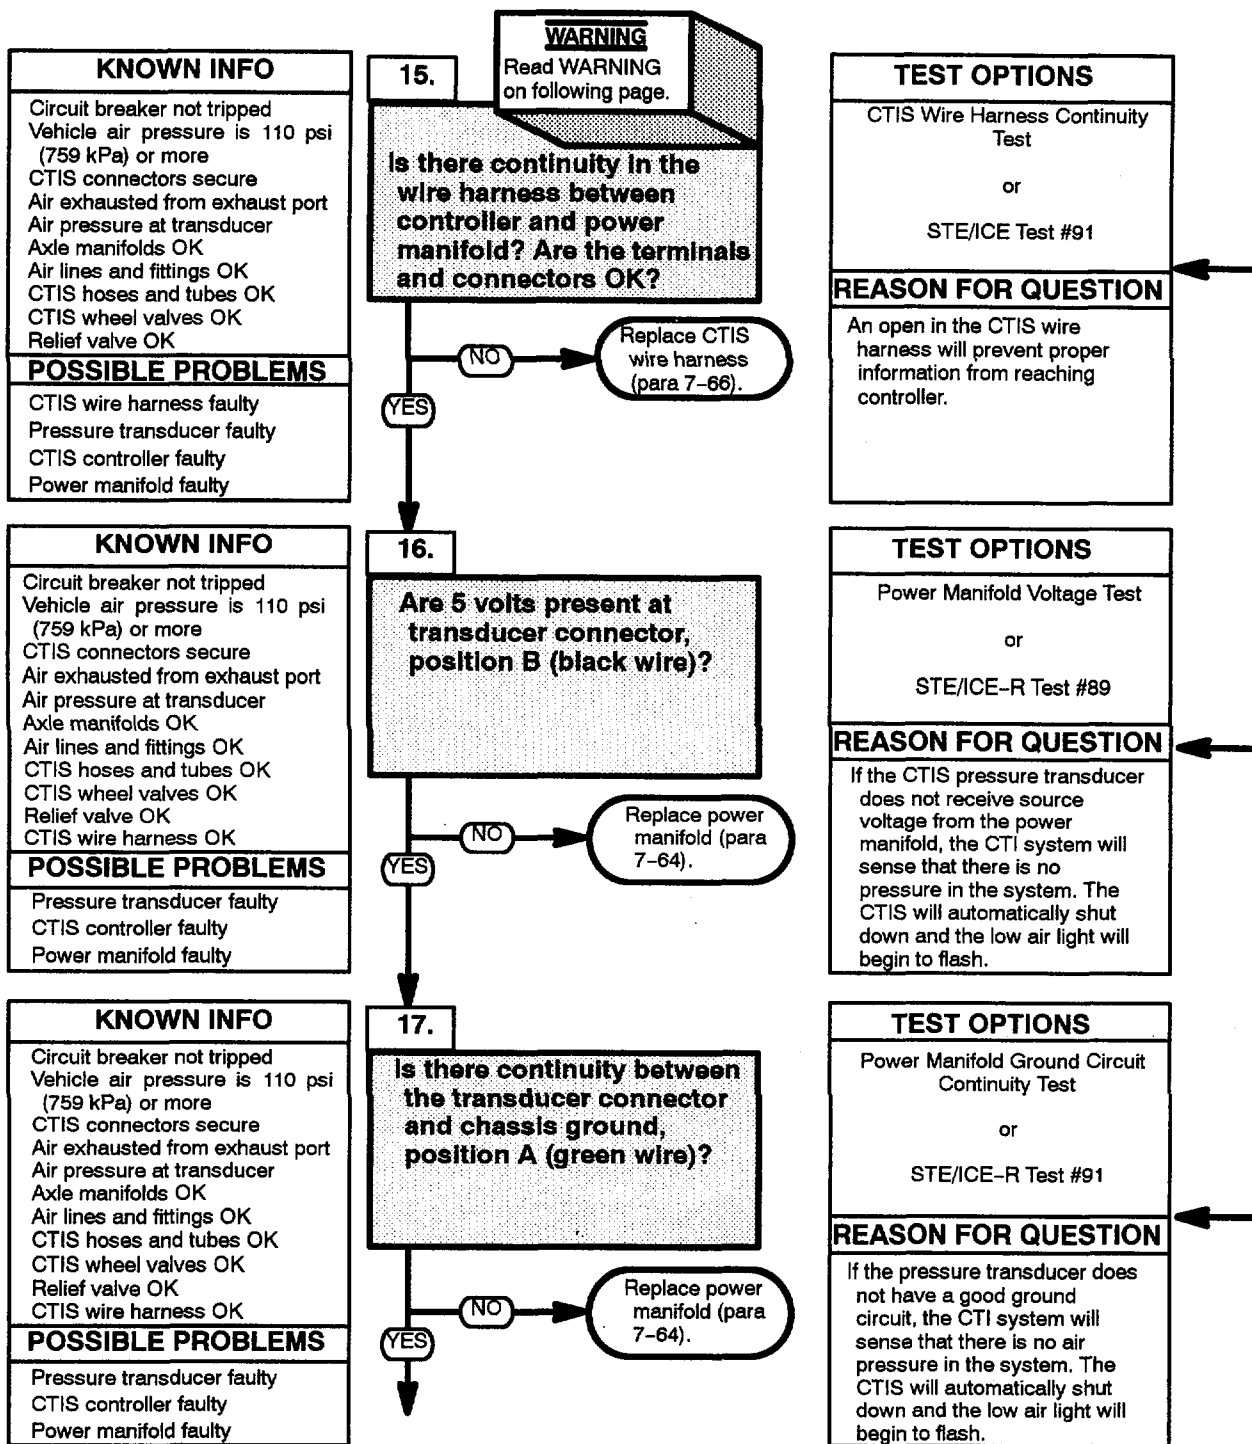 KNOWN INFO
Circuit breaker not tripped
Vehicle air pressure is 110 psi
(759 kPa) or more
CTIS connectors secure
Air exhausted from exhaust port
Air pressure at transducer
Axle manifolds OK
Air lines and fittings OK
CTIS hoses and tubes OK
CTIS wheel valves OK
Relief valve OK
POSSIBLE PROBLEMS
CTIS wire harness faulty
Pressure transducer faulty
CTIS controller faulty
Power manifold faulty
WARNING
Read WARNING
on following page.
15.
Is there continuity in the
wire harness between
controller and power
manifold? Are the terminals
and connectors OK?
NO
Replace CTIS
wire harness
(para 7–66).
YES
TEST OPTIONS
CTIS Wire Harness Continuity
Test
or
STE/ICE Test #91
REASON FOR QUESTION
An open in the CTIS wire
harness will prevent proper
information from reaching
controller.
KNOWN INFO
Circuit breaker not tripped
Vehicle air pressure is 110 psi
(759 kPa) or more
CTIS connectors secure
Air exhausted from exhaust port
Air pressure at transducer
Axle manifolds OK
Air lines and fittings OK
CTIS hoses and tubes OK
CTIS wheel valves OK
Relief valve OK
CTIS wire harness OK
POSSIBLE PROBLEMS
Pressure transducer faulty
CTIS controller faulty
Power manifold faulty
16.
Are 5 volts present at
transducer connector,
position B (black wire)?
NO
Replace power
manifold (para
7–64).
YES
TEST OPTIONS
Power Manifold Voltage Test
or
STE/ICE–R Test #89
REASON FOR QUESTION
If the CTIS pressure transducer
does not receive source
voltage from the power
manifold, the CTI system will
sense that there is no
pressure in the system. The
CTIS will automatically shut
down and the low air light will
begin to flash.
KNOWN INFO
Circuit breaker not tripped
Vehicle air pressure is 110 psi
(759 kPa) or more
CTIS connectors secure
Air exhausted from exhaust port
Air pressure at transducer
Axle manifolds OK
Air lines and fittings OK
CTIS hoses and tubes OK
CTIS wheel valves OK
Relief valve OK
CTIS wire harness OK
POSSIBLE PROBLEMS
Pressure transducer faulty
CTIS controller faulty
Power manifold faulty
17.
Is there continuity between
the transducer connector
and chassis ground,
position A (green wire)?
NO
Replace power
manifold (para
7–64).
YES
TEST OPTIONS
Power Manifold Ground Circuit
Continuity Test
or
STE/ICE–R Test #91
REASON FOR QUESTION
If the pressure transducer does
not have a good ground
circuit, the CTI system will
sense that there is no air
pressure in the system. The
CTIS will automatically shut
down and the low air light will
begin to flash.